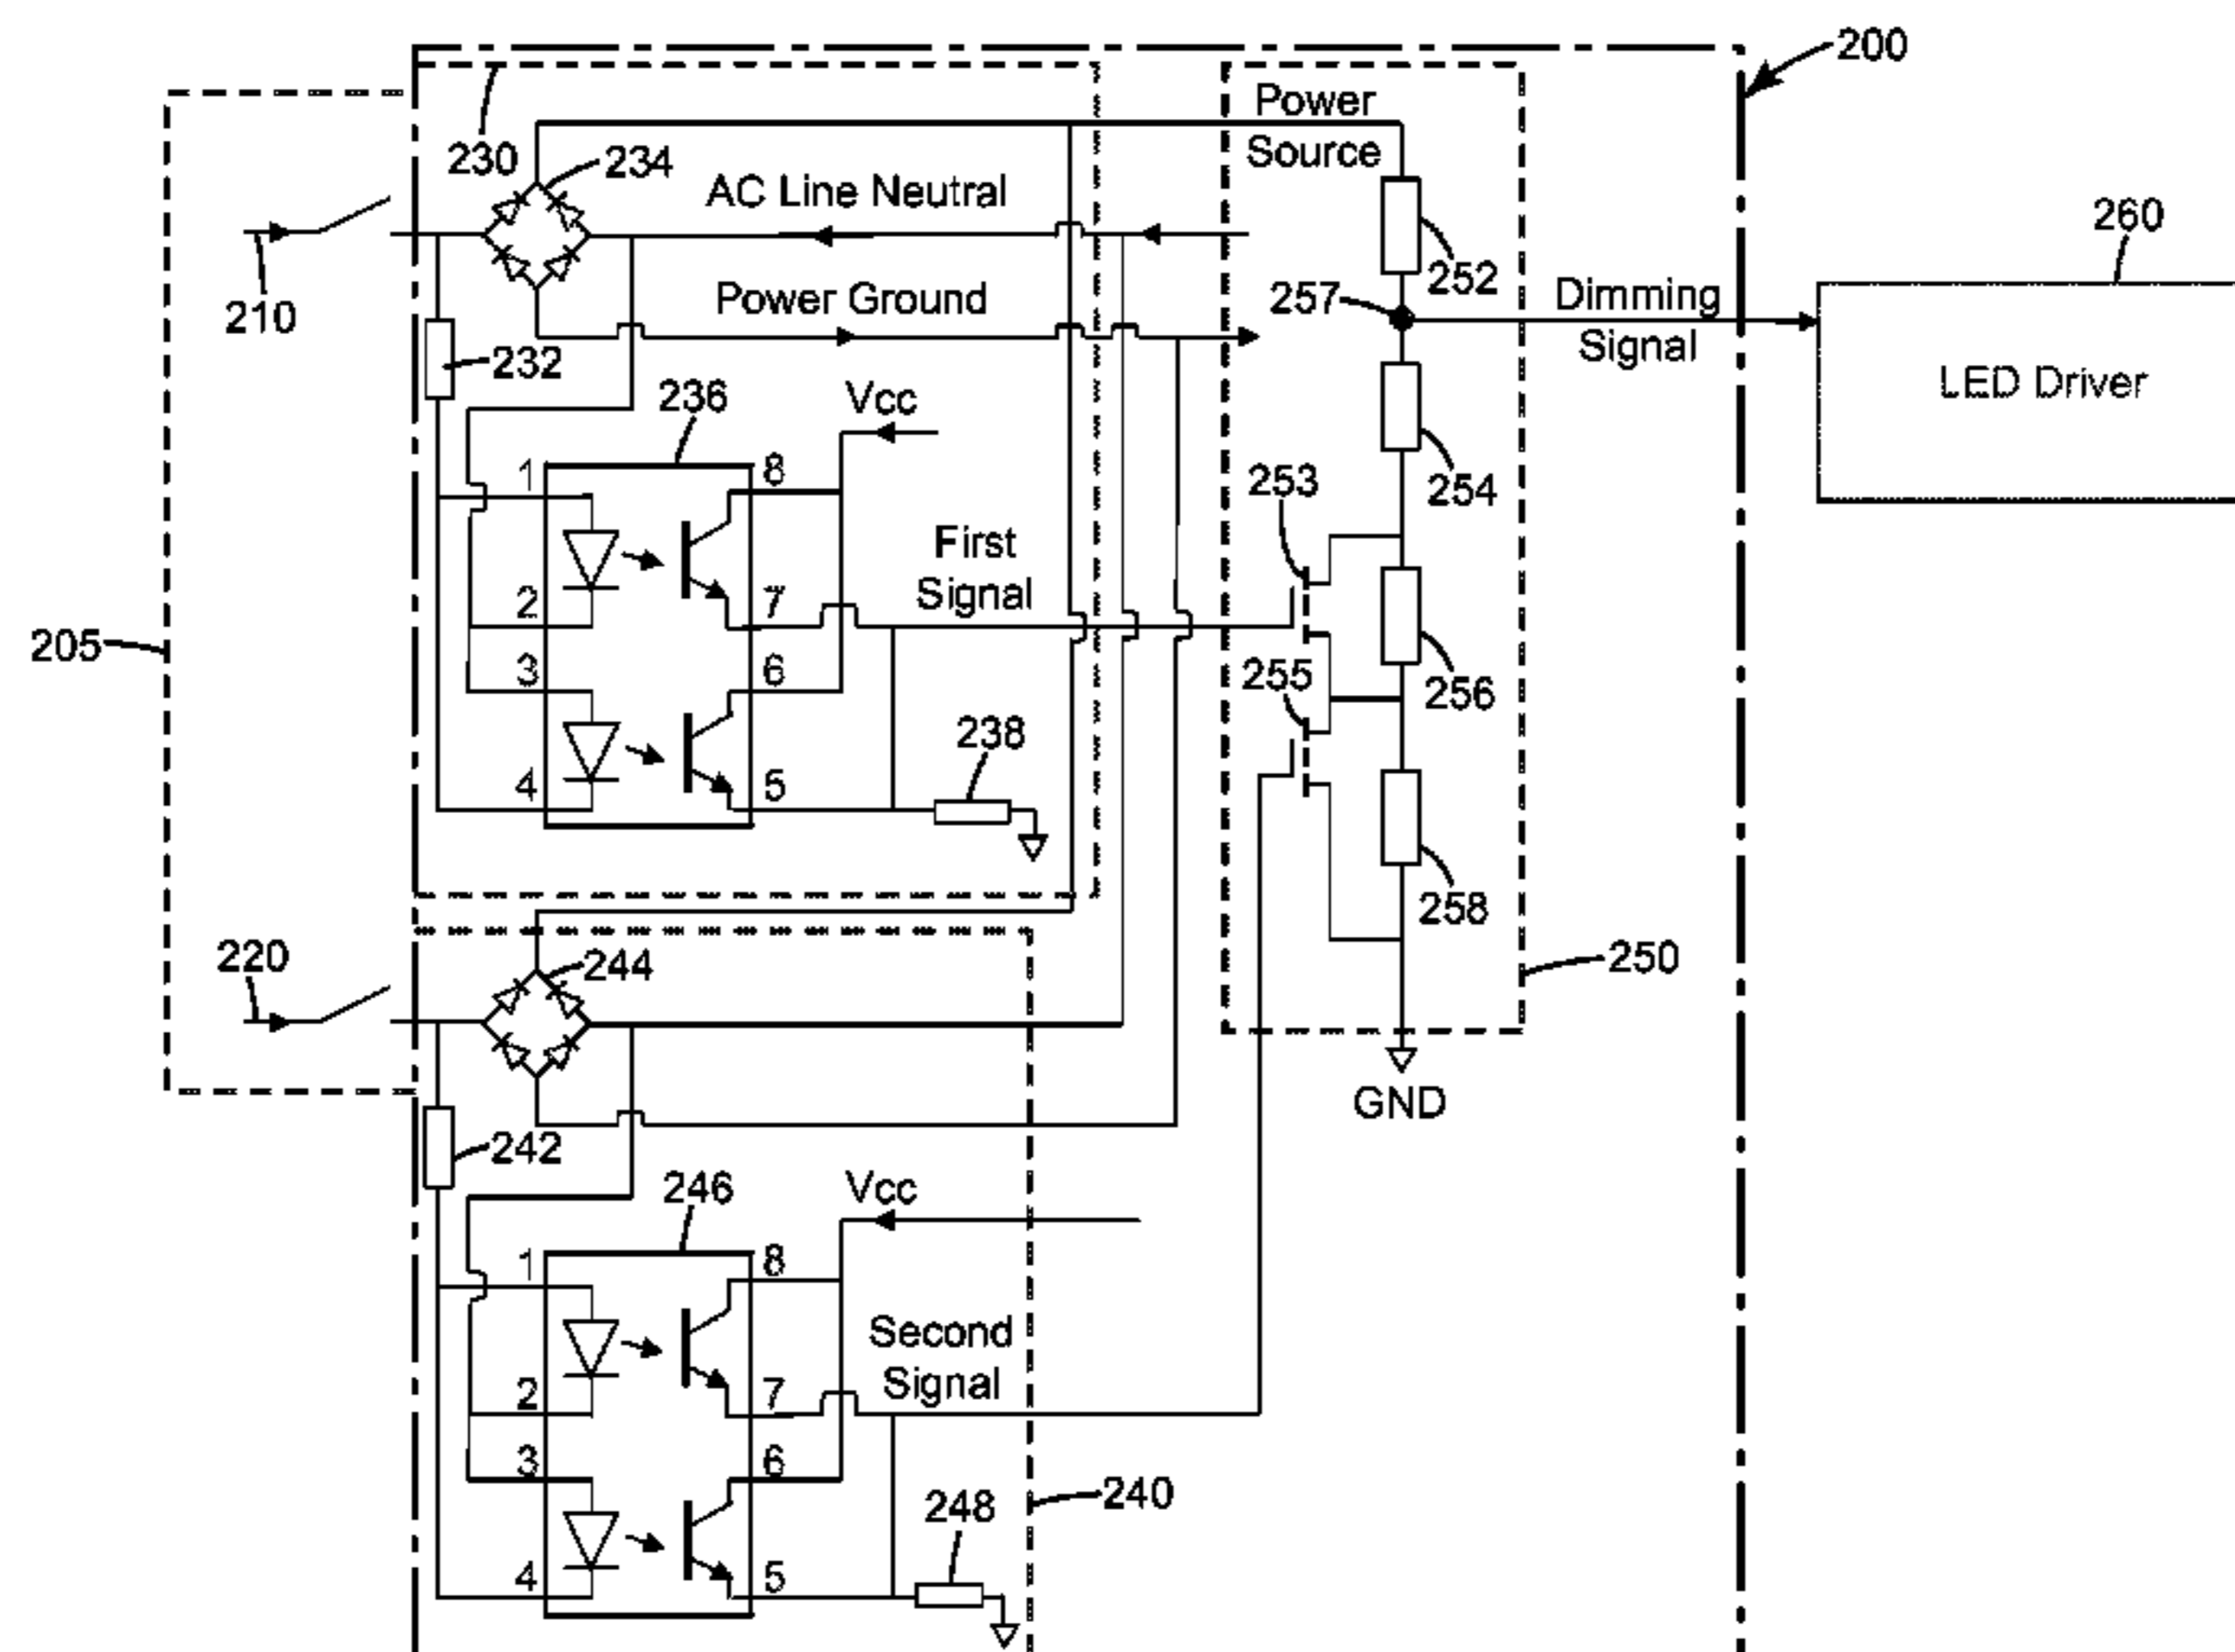 200
Power
Source
230
234
AC Line Neutral
260
210
252
257
Dimming
Signal
Power Ground
232
LED Driver
236
Vcc
254
253
1
8
First
Signal
2
7
205
3
6
255
256
238
4
5
258
220
244
250
GND
242
246
Vcc
1
8
Second
Signal
2
7
3
6
248
240
4
5